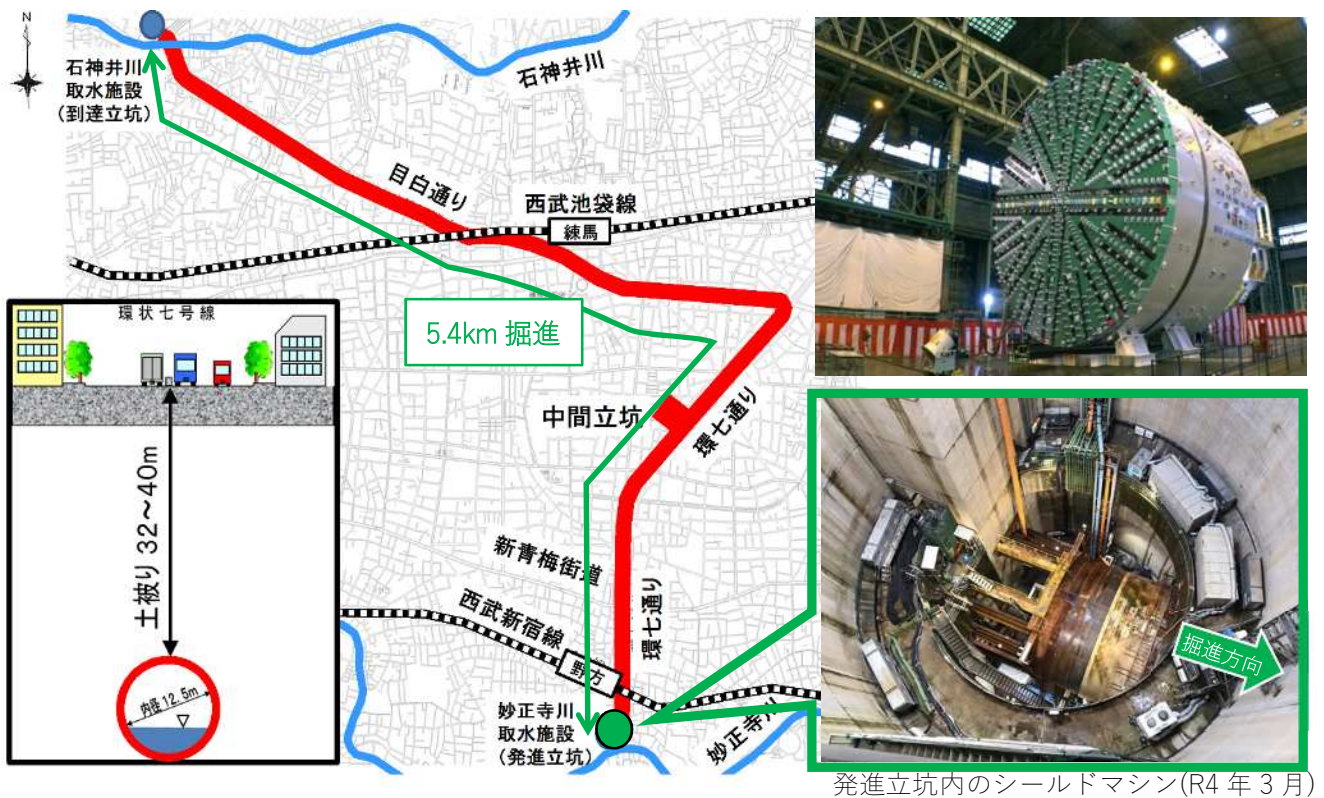 N
石神井川
取水施設
(到達立坑)
石神井川
目白通り
西武池袋線
練馬
5.4km 掘進
中間立坑
環七通り
新青梅街道
西武新宿線
環七通り
野方
妙正寺川
取水施設
(発進立坑)
妙正寺川
環状七号線
土被り 32~40m
内径12.5m
掘進方向
発進立坑内のシールドマシン(R4 年 3 月)